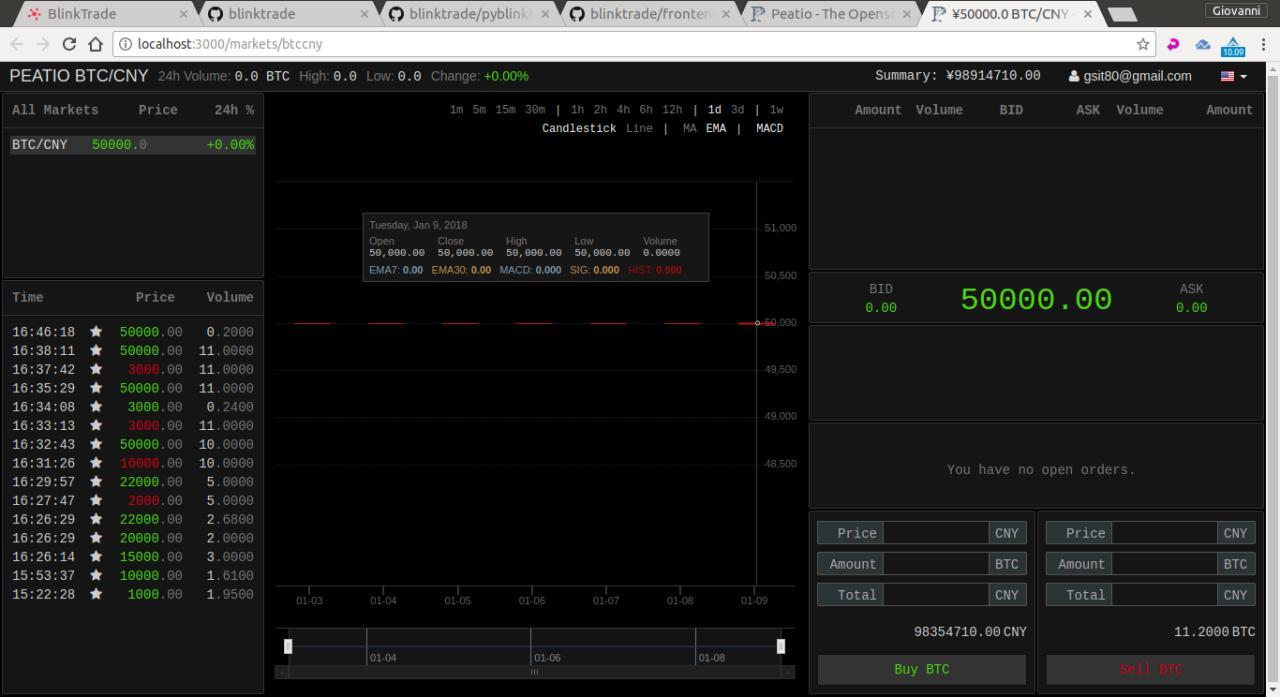 BlinkTrade
blinktrade
blinktrade/pyblink
blinktrade/fronten
Peatio - The Openso
¥50000.0 BTC/CNY -
Giovanni
localhost:3000/markets/btccny
10.09
PEATIO BTC/CNY 24h Volume: 0.0 BTC High: 0.0 Low: 0.0 Change: +0.00%
Summary: ¥98914710.00 gsit80@gmail.com
All Markets Price 24h %
BTC/CNY 50000.0 +0.00%
Time Price Volume
16:46:18 ★ 50000.00 0.2000
16:38:11 ★ 50000.00 11.0000
16:37:42 ★ 3000.00 11.0000
16:35:29 ★ 50000.00 11.0000
16:34:08 ★ 3000.00 0.2400
16:33:13 ★ 3000.00 11.0000
16:32:43 ★ 50000.00 10.0000
16:31:26 ★ 16000.00 10.0000
16:29:57 ★ 22000.00 5.0000
16:27:47 ★ 2000.00 5.0000
16:26:29 ★ 22000.00 2.6800
16:26:29 ★ 20000.00 2.0000
16:26:14 ★ 15000.00 3.0000
15:53:37 ★ 10000.00 1.6100
15:22:28 ★ 1000.00 1.9500
1m 5m 15m 30m | 1h 2h 4h 6h 12h | 1d 3d | 1w
Candlestick Line | MA EMA | MACD
Tuesday, Jan 9, 2018
Open Close High Low Volume
50,000.00 50,000.00 50,000.00 50,000.00 0.0000
EMA7: 0.00 EMA30: 0.00 MACD: 0.000 SIG: 0.000 HIST: 0.000
51,000
50,500
50,000
49,500
49,000
48,500
01-03 01-04 01-05 01-06 01-07 01-08 01-09
01-04 01-06 01-08
Amount Volume BID ASK Volume Amount
BID 50000.00 ASK
0.00 0.00
You have no open orders.
Price CNY
Amount BTC
Total CNY
98354710.00 CNY
Buy BTC
Price CNY
Amount BTC
Total CNY
11.2000 BTC
Sell BTC